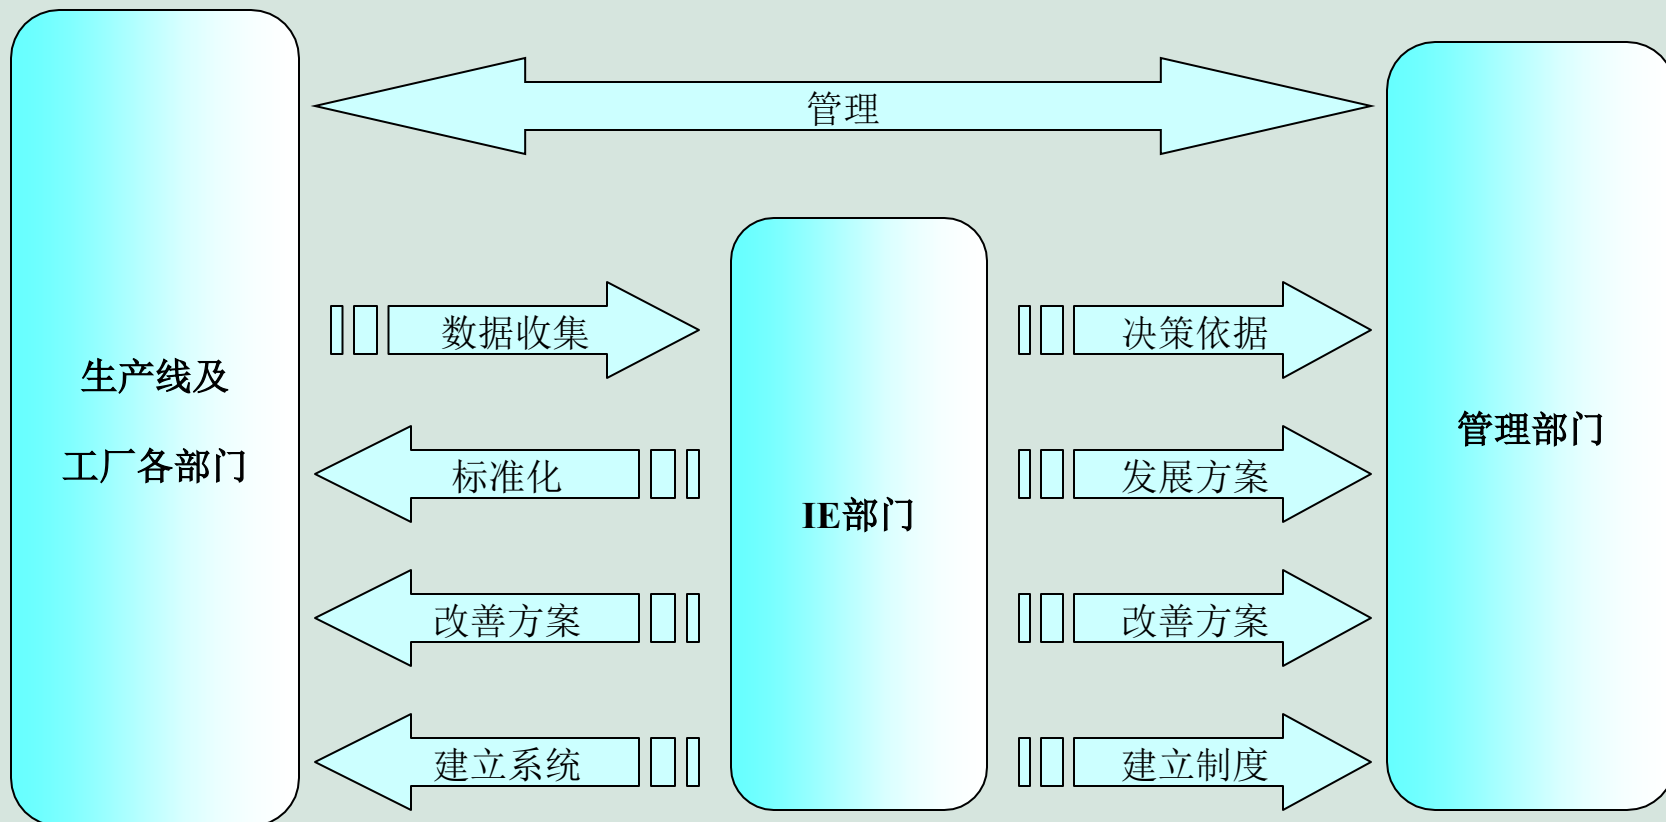 管理
数据收集
决策依据
生产线及
工厂各部门
管理部门
标准化
发展方案
IE部门
改善方案
改善方案
建立系统
建立制度